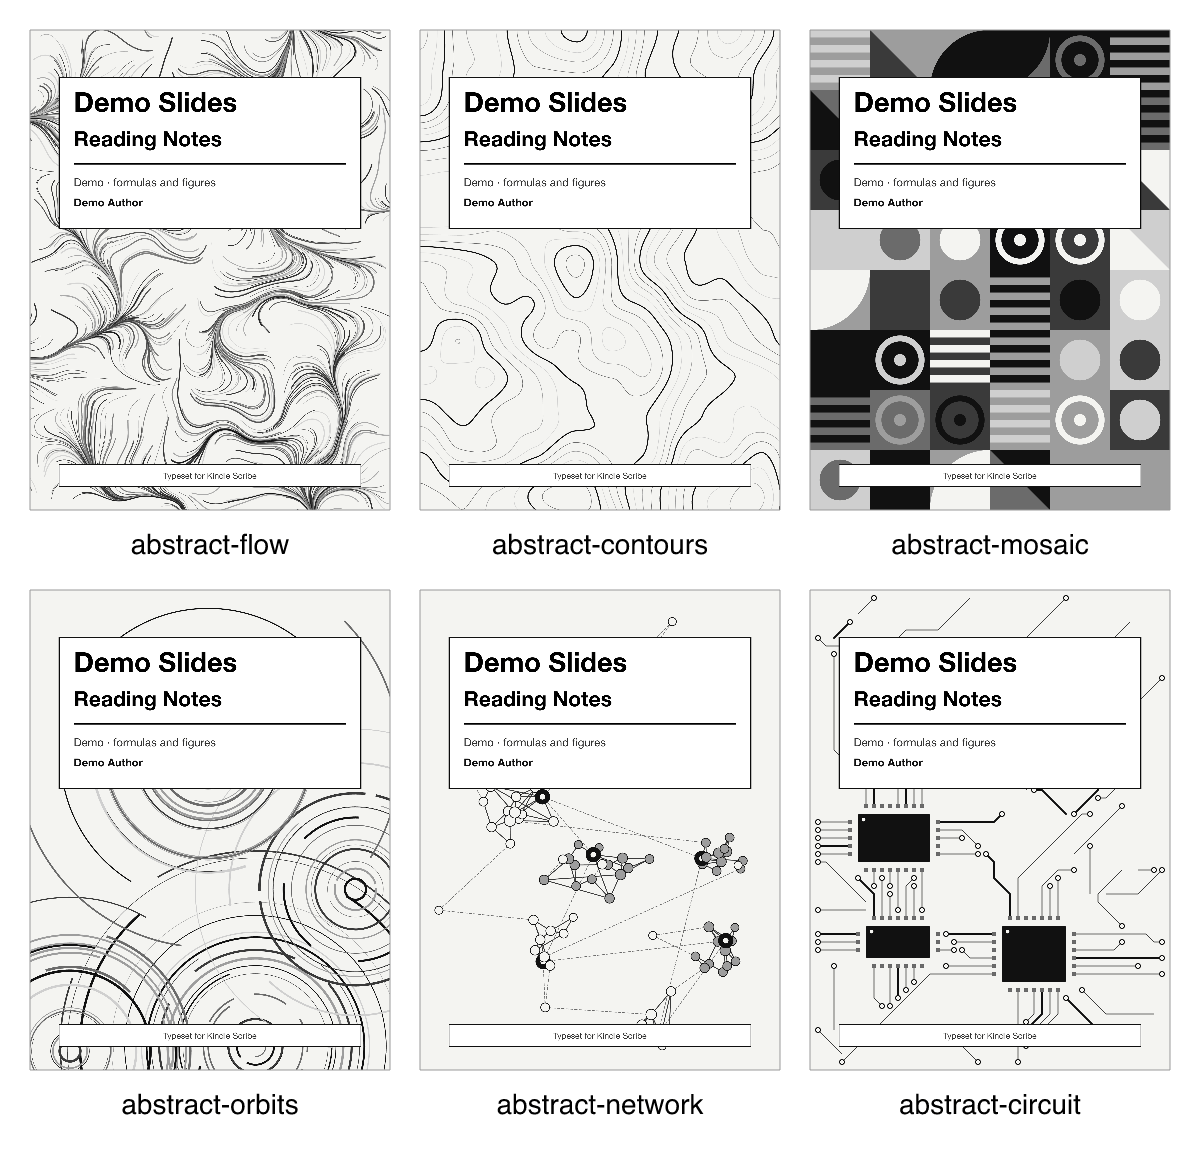 Demo Slides
Reading Notes
Demo · formulas and figures
Demo Author
Typeset for Kindle Scribe
abstract-flow
Demo Slides
Reading Notes
Demo · formulas and figures
Demo Author
Typeset for Kindle Scribe
abstract-contours
Demo Slides
Reading Notes
Demo · formulas and figures
Demo Author
Typeset for Kindle Scribe
abstract-mosaic
Demo Slides
Reading Notes
Demo · formulas and figures
Demo Author
Typeset for Kindle Scribe
abstract-orbits
Demo Slides
Reading Notes
Demo · formulas and figures
Demo Author
Typeset for Kindle Scribe
abstract-network
Demo Slides
Reading Notes
Demo · formulas and figures
Demo Author
Typeset for Kindle Scribe
abstract-circuit